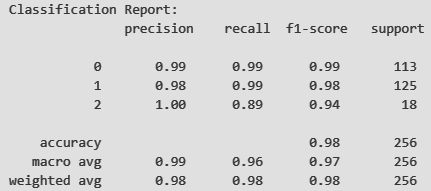 Classification Report:
precision recall f1-score support
0 0.99 0.99 0.99 113
1 0.98 0.99 0.98 125
2 1.00 0.89 0.94 18
accuracy 0.98 256
macro avg 0.99 0.96 0.97 256
weighted avg 0.98 0.98 0.98 256